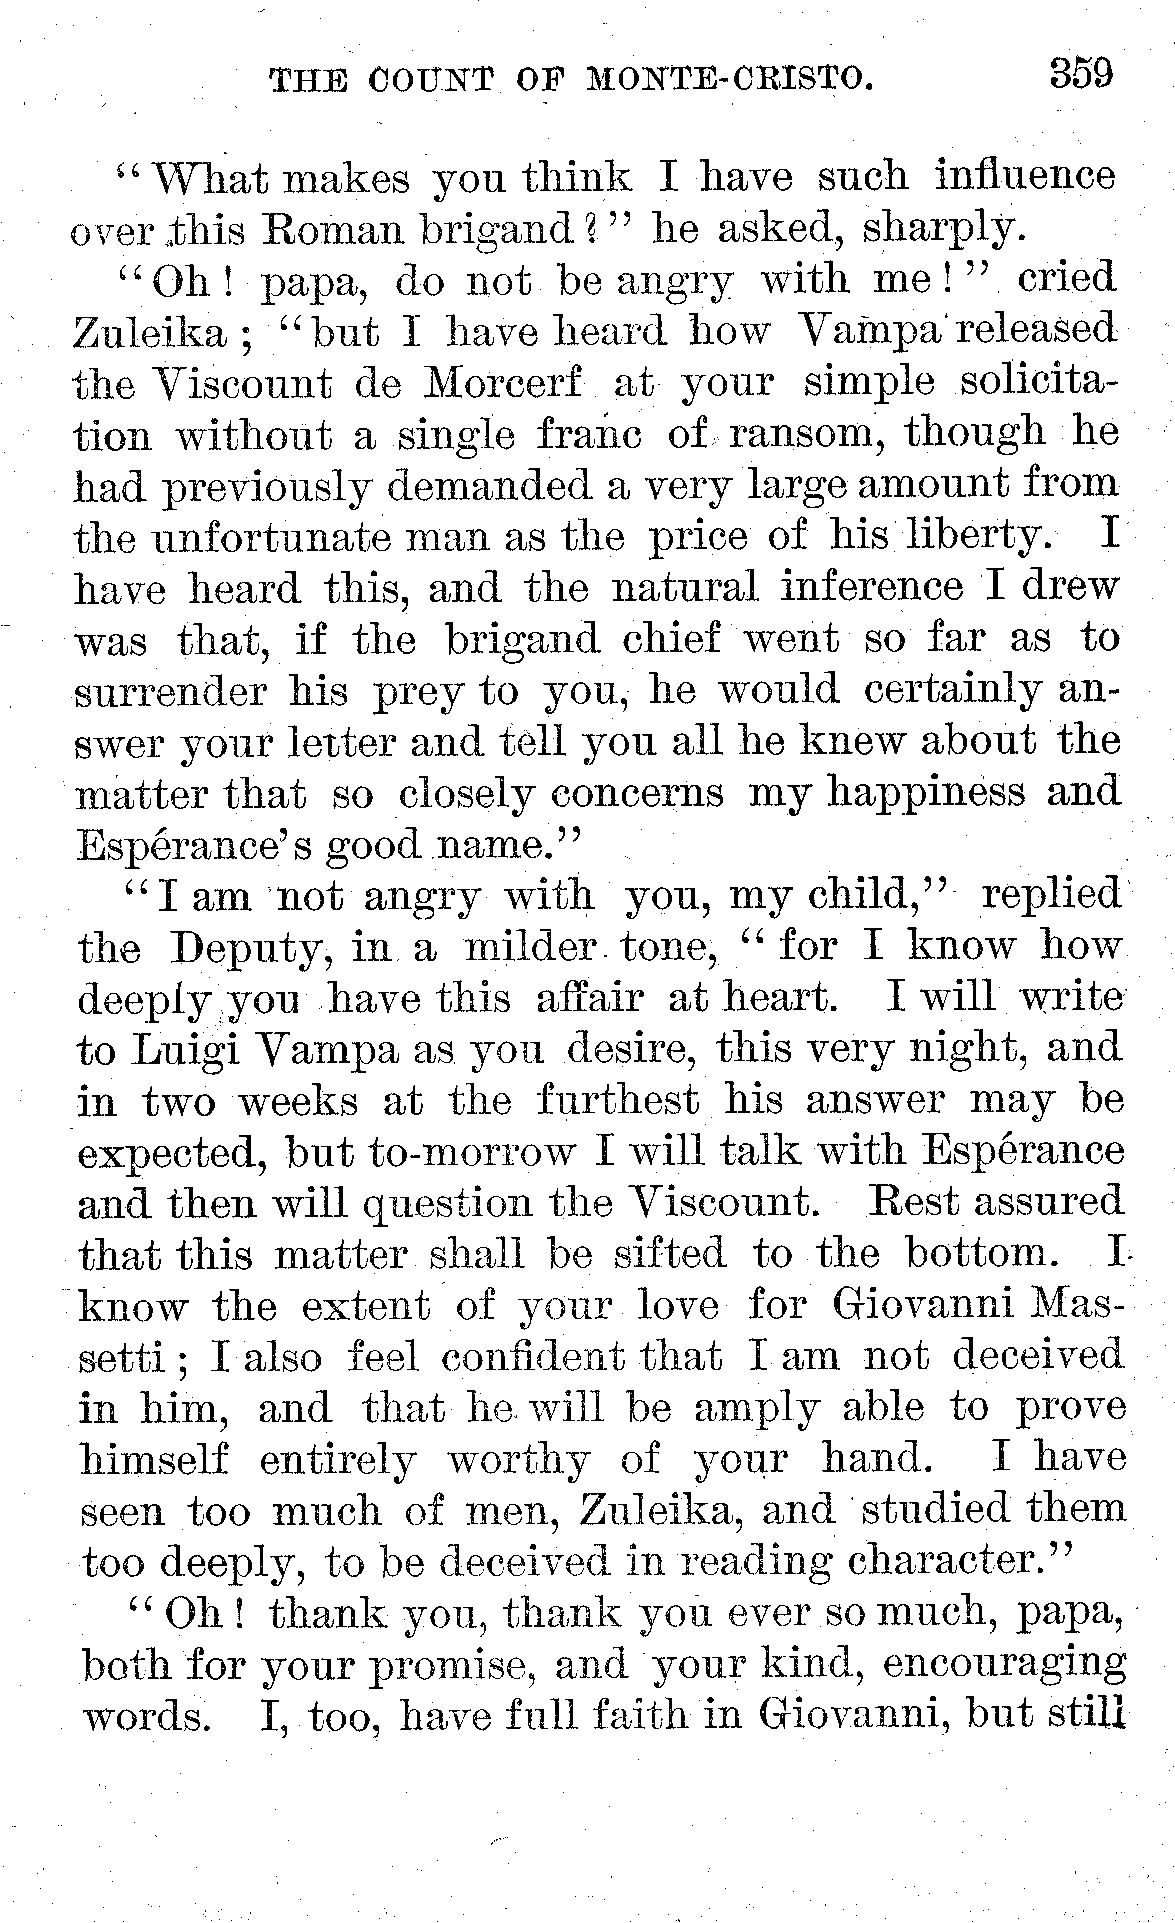 THE COUNT OF MONTE-CRISTO. 359
"What makes you think I have such influence
over this Roman brigand?" he asked, sharply.
"Oh! papa, do not be angry with me!" cried
Zuleika; "but I have heard how Vampa released
the Viscount de Morcerf at your simple solicita-
tion without a single franc of ransom, though he
had previously demanded a very large amount from
the unfortunate man as the price of his liberty. I
have heard this, and the natural inference I drew
was that, if the brigand chief went so far as to
surrender his prey to you, he would certainly an-
swer your letter and tell you all he knew about the
matter that so closely concerns my happiness and
Espérance's good name."
"I am not angry with you, my child," replied
the Deputy, in a milder tone, "for I know how
deeply you have this affair at heart. I will write
to Luigi Vampa as you desire, this very night, and
in two weeks at the furthest his answer may be
expected, but to-morrow I will talk with Espérance
and then will question the Viscount. Rest assured
that this matter shall be sifted to the bottom. I
know the extent of your love for Giovanni Mas-
setti; I also feel confident that I am not deceived
in him, and that he will be amply able to prove
himself entirely worthy of your hand. I have
seen too much of men, Zuleika, and studied them
too deeply, to be deceived in reading character."
"Oh! thank you, thank you ever so much, papa,
both for your promise, and your kind, encouraging
words. I, too, have full faith in Giovanni, but still